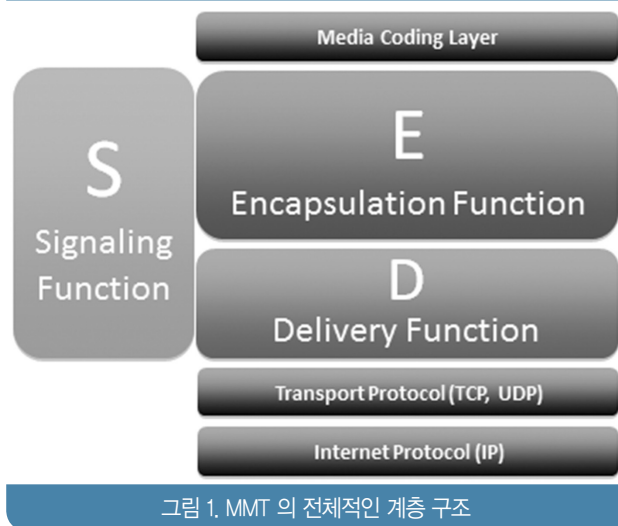 Media Coding Layer
S
Signaling
Function
E
Encapsulation Function
D
Delivery Function
Transport Protocol (TCP, UDP)
Internet Protocol (IP)
그림 1. MMT 의 전체적인 계층 구조